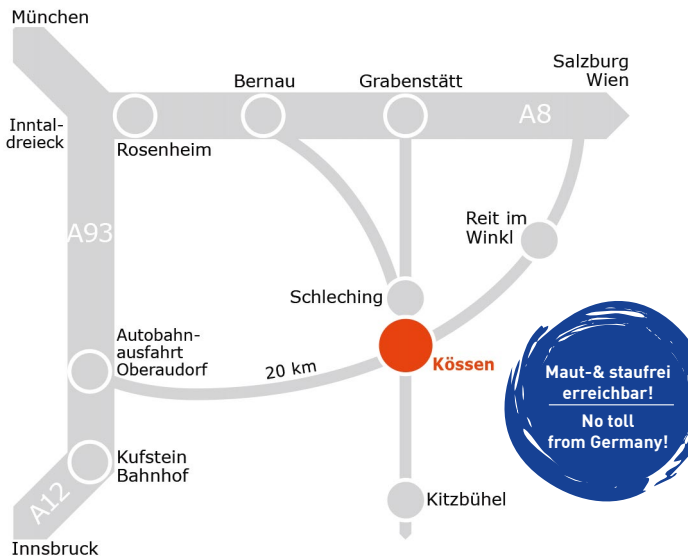 München
Bernau
Grabenstätt
Salzburg
Wien
A8
Inntal-
dreieck
Rosenheim
A93
Reit im
Winkl
Schleching
Autobahn-
ausfahrt
Oberaudorf
20 km
Kössen
Maut-& staufrei
erreichbar!
No toll
from Germany!
Kufstein
Bahnhof
A12
Kitzbühel
Innsbruck